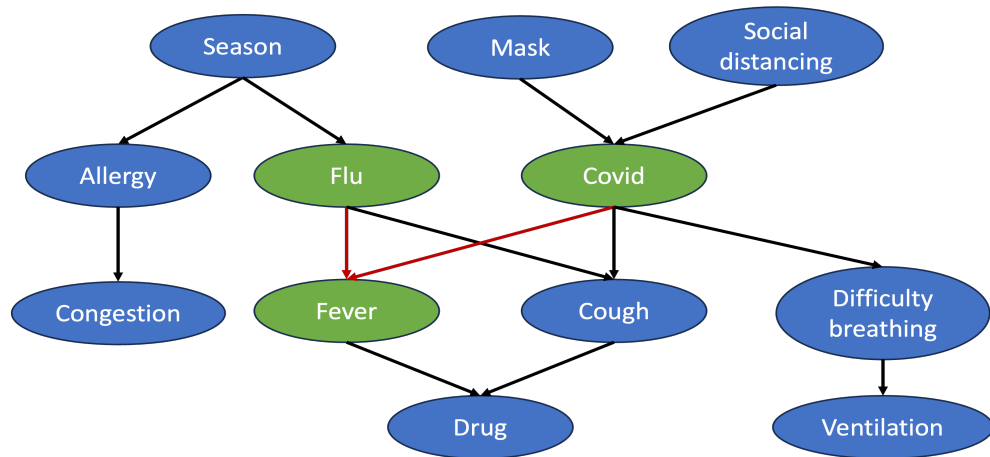 Season
Mask
Social
distancing
Allergy
Flu
Covid
Congestion
Fever
Cough
Difficulty
breathing
Drug
Ventilation